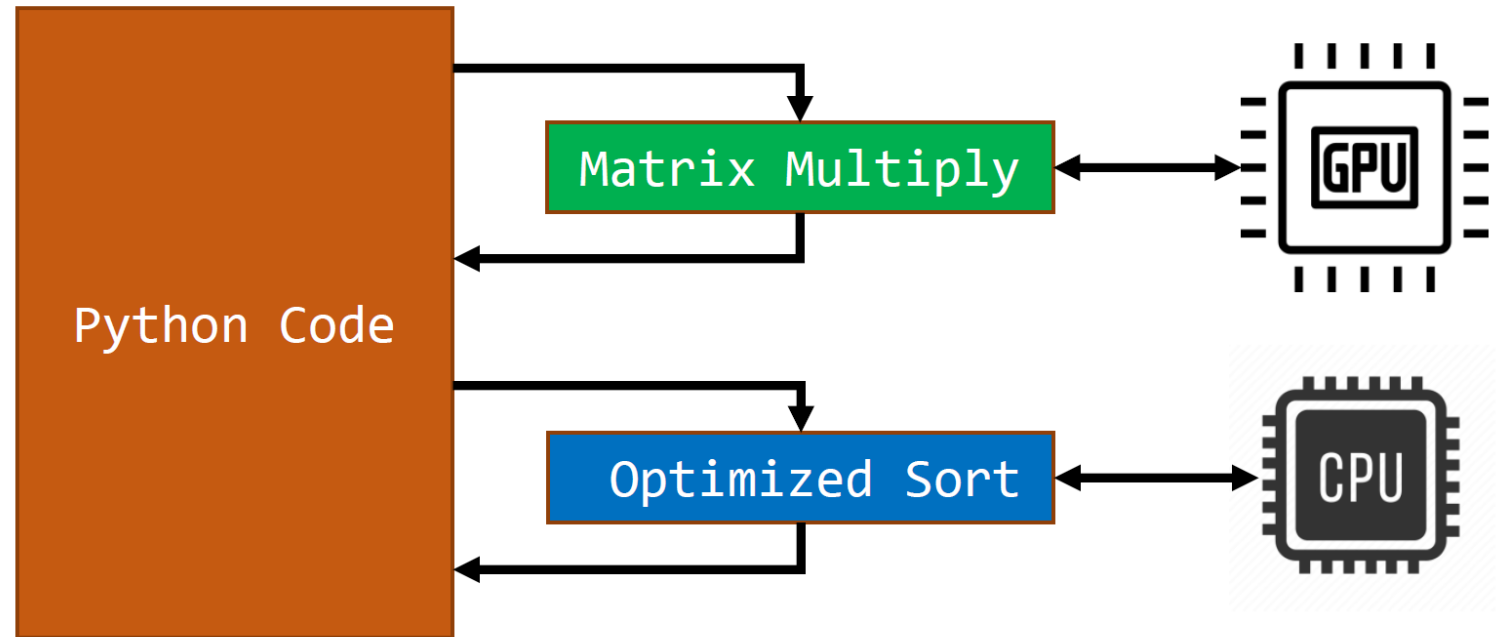 Matrix Multiply
GPU
Python Code
Optimized Sort
CPU